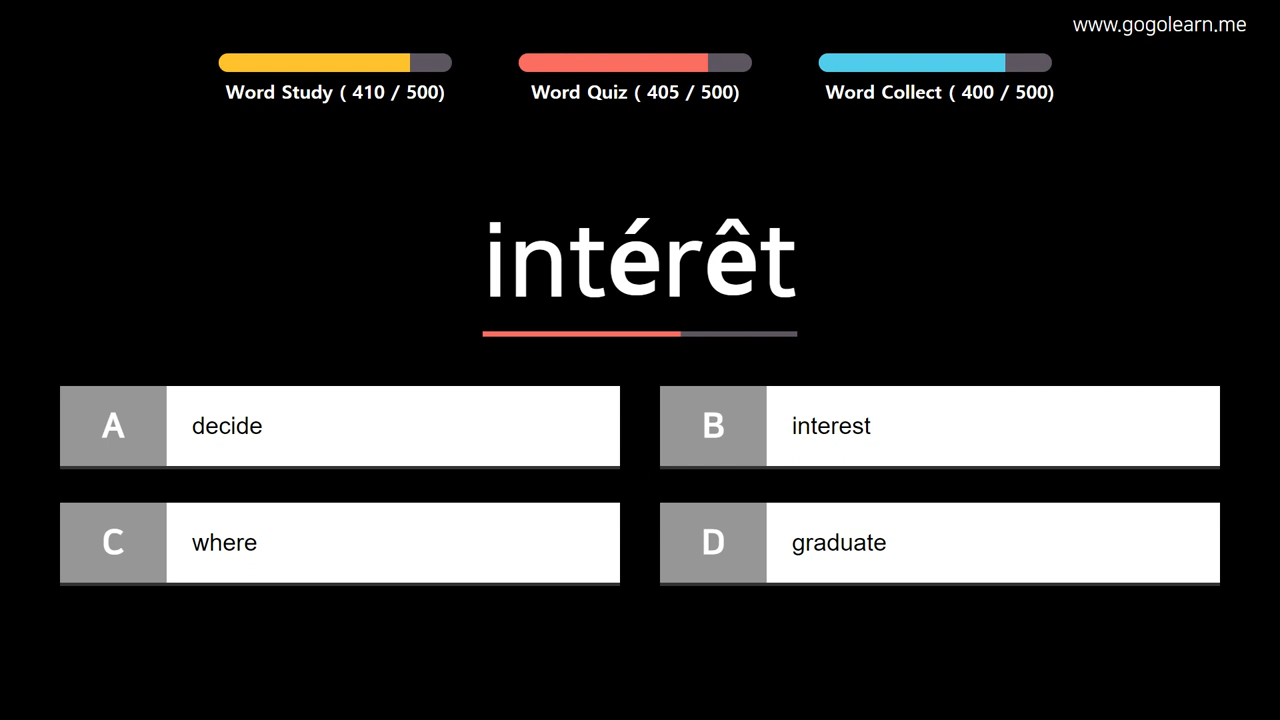 www.gogolearn.me
Word Study ( 410 / 500)
Word Quiz ( 405 / 500)
Word Collect ( 400 / 500)
intérêt
A decide
B interest
C where
D graduate